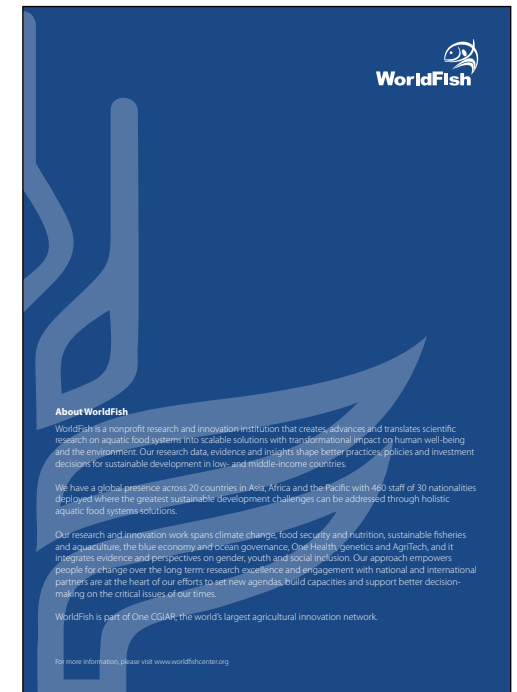 WorldFish
About WorldFish
WorldFish is a nonprofit research and innovation institution that creates, advances and translates scientific
research on aquatic food systems into scalable solutions with transformational impact on human well-being
and the environment. Our research data, evidence and insights shape better practices, policies and investment
decisions for sustainable development in low- and middle-income countries.
We have a global presence across 20 countries in Asia, Africa and the Pacific with 460 staff of 30 nationalities
deployed where the greatest sustainable development challenges can be addressed through holistic
aquatic food systems solutions.
Our research and innovation work spans climate change, food security and nutrition, sustainable fisheries
and aquaculture, the blue economy and ocean governance, One Health, genetics and AgriTech, and it
integrates evidence and perspectives on gender, youth and social inclusion. Our approach empowers
people for change over the long term: research excellence and engagement with national and international
partners are at the heart of our efforts to set new agendas, build capacities and support better decision-
making on the critical issues of our times.
WorldFish is part of One CGIAR, the world's largest agricultural innovation network.
For more information, please visit www.worldfishcenter.org